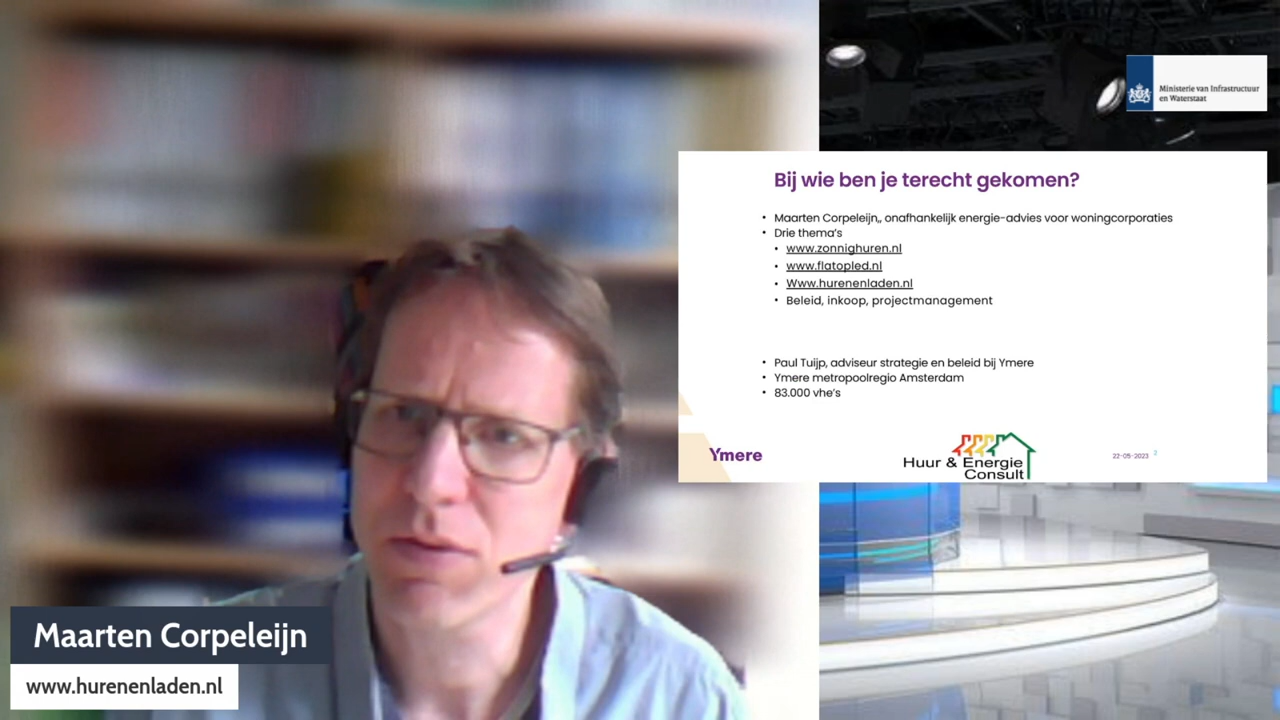 Ministerie van Infrastructuur
en Waterstaat
Bij wie ben je terecht gekomen?
• Maarten Corpeleijn,, onafhankelijk energie-advies voor woningcorporaties
• Drie thema's
• www.zonnighuren.nl
• www.flatopled.nl
• Www.hurenenladen.nl
• Beleid, inkoop, projectmanagement
• Paul Tuijp, adviseur strategie en beleid bij Ymere
• Ymere metropoolregio Amsterdam
• 83.000 vhe's
Ymere
Huur & Energie
Consult
22-05-2023 2
Maarten Corpeleijn
www.hurenenladen.nl